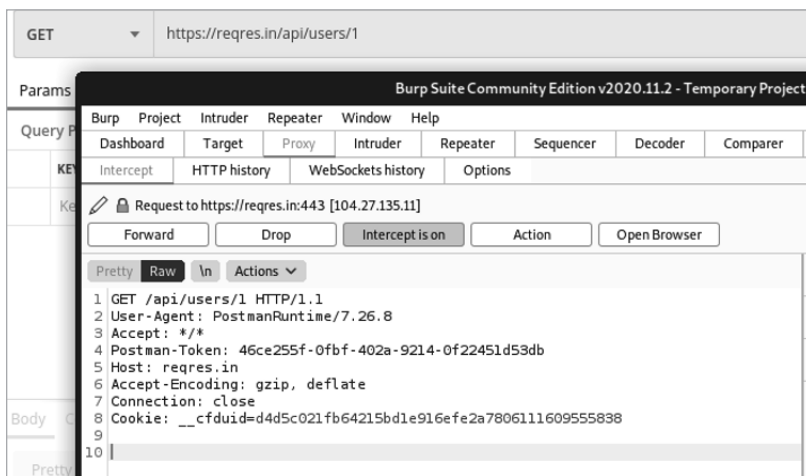 GET https://reqres.in/api/users/1
Params
Burp Suite Community Edition v2020.11.2 - Temporary Project
Burp Project Intruder Repeater Window Help
Dashboard Target Proxy Intruder Repeater Sequencer Decoder Comparer
Query P
Intercept HTTP history WebSockets history Options
KEY
Ke
Request to https://reqres.in:443 [104.27.135.11]
Forward Drop Intercept is on Action Open Browser
Pretty Raw \n Actions
1 GET /api/users/1 HTTP/1.1
2 User-Agent: PostmanRuntime/7.26.8
3 Accept: */*
4 Postman-Token: 46ce255f-0fbf-402a-9214-0f22451d53db
5 Host: reqres.in
6 Accept-Encoding: gzip, deflate
7 Connection: close
8 Cookie: __cfduid=d4d5c021fb64215bd1e916efe2a7806111609555838
9
10
Body C
Pretty